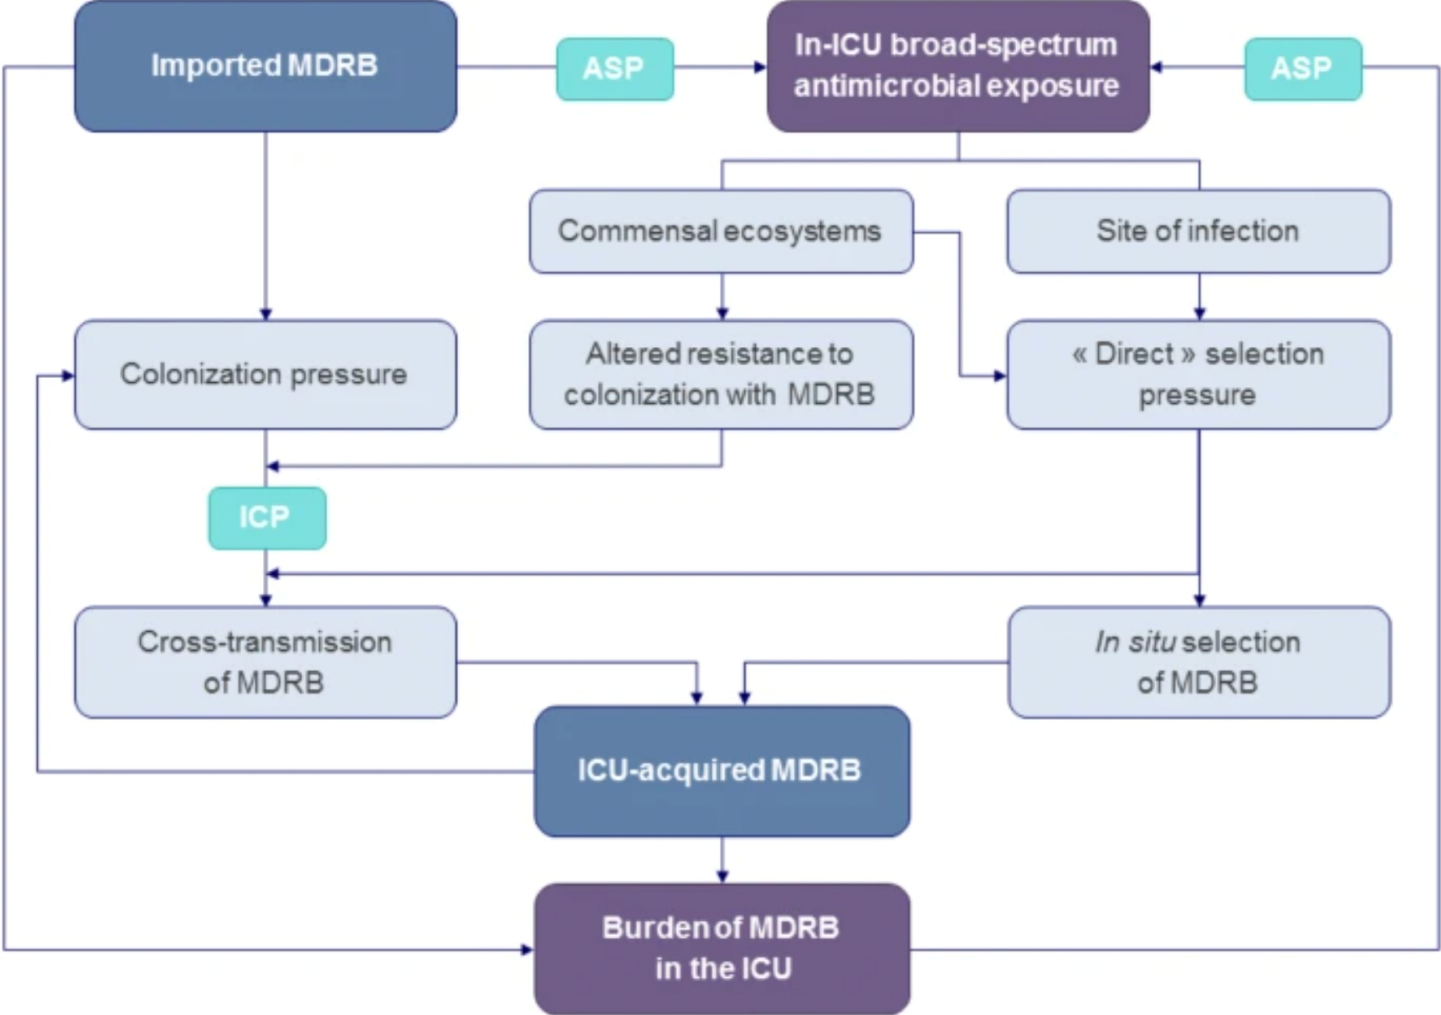 Imported MDRB
ASP
In-ICU broad-spectrum
antimicrobial exposure
ASP
Commensal ecosystems
Site of infection
Colonization pressure
Altered resistance to
colonization with MDRB
« Direct » selection
pressure
ICP
Cross-transmission
of MDRB
In situ selection
of MDRB
ICU-acquired MDRB
Burden of MDRB
in the ICU